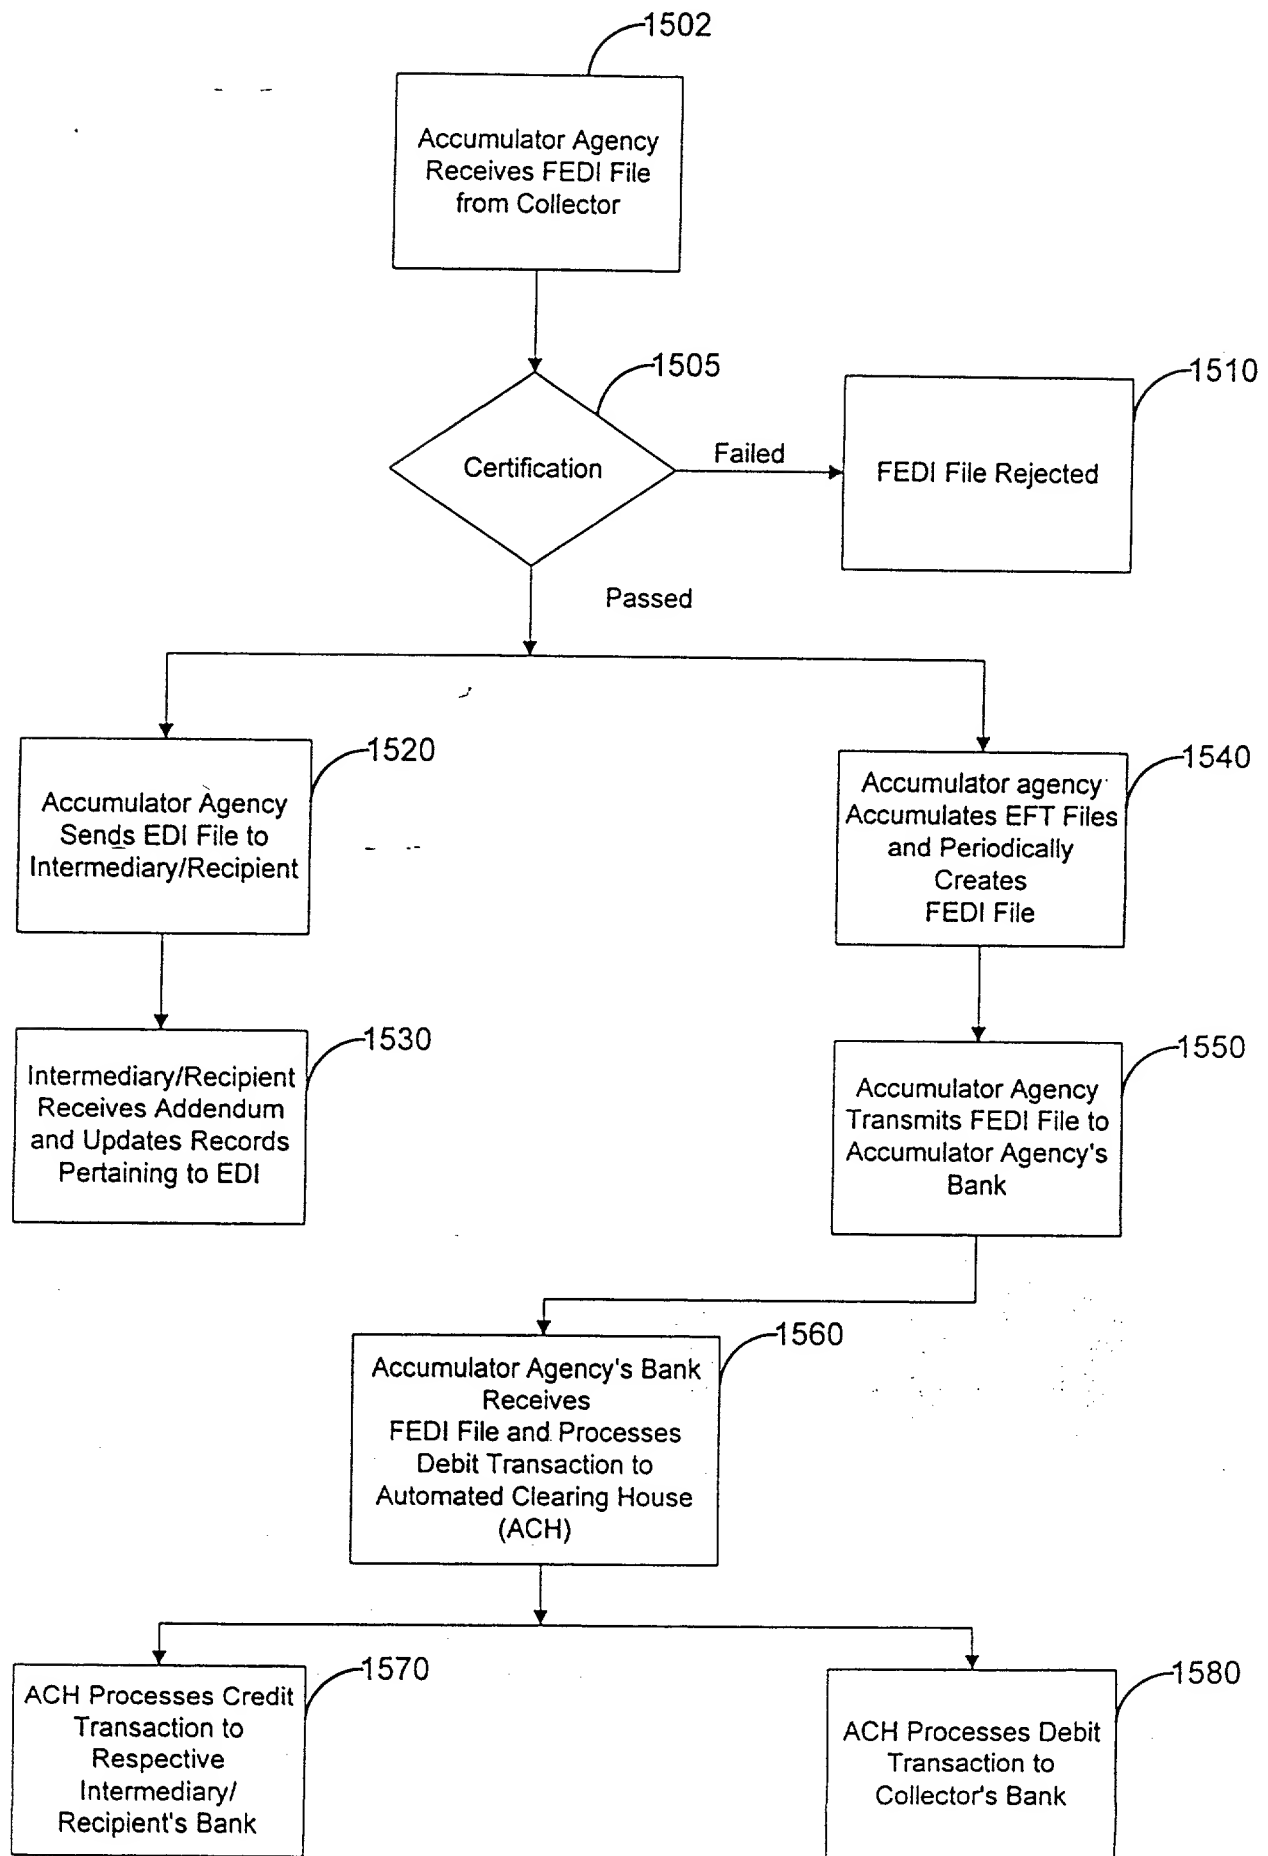 1502
Accumulator Agency
Receives FEDI File
from Collector
1505
Certification
Failed
1510
FEDI File Rejected
Passed
1520
Accumulator Agency
Sends EDI File to
Intermediary/Recipient
1540
Accumulator agency
Accumulates EFT Files
and Periodically
Creates
FEDI File
1530
Intermediary/Recipient
Receives Addendum
and Updates Records
Pertaining to EDI
1550
Accumulator Agency
Transmits FEDI File to
Accumulator Agency's
Bank
1560
Accumulator Agency's Bank
Receives
FEDI File and Processes
Debit Transaction to
Automated Clearing House
(ACH)
1570
ACH Processes Credit
Transaction to
Respective
Intermediary/
Recipient's Bank
1580
ACH Processes Debit
Transaction to
Collector's Bank